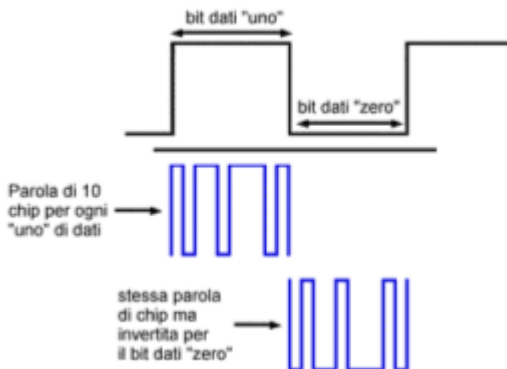 bit dati "uno"
bit dati "zero"
Parola di 10
chip per ogni
"uno" di dati
stessa parola
di chip ma
invertita per
il bit dati "zero"